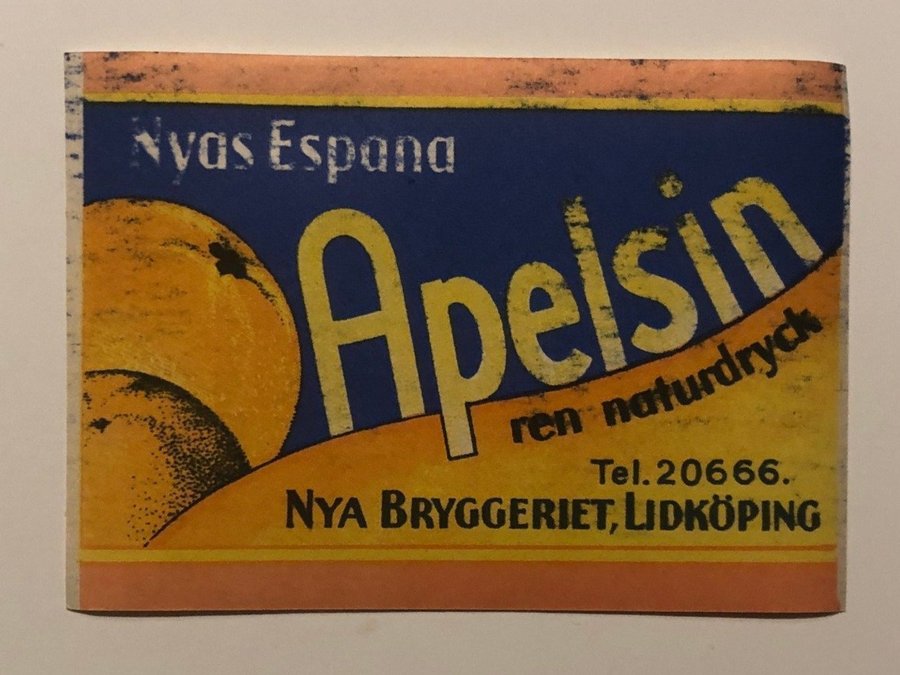 Nyas Espana
Apelsin
ren naturdryck
Tel. 20666.
NYA BRYGGERIET, LIDKÖPING